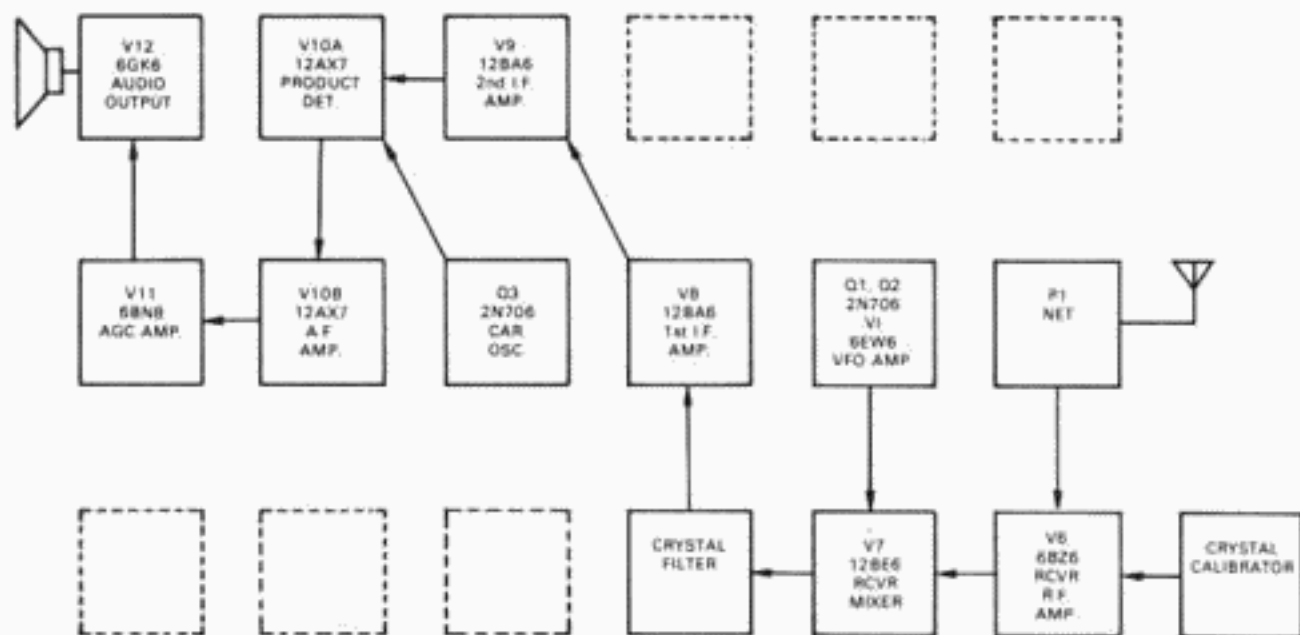 V12
6GK6
AUDIO
OUTPUT
V10A
12AX7
PRODUCT
DET.
V9
12BA6
2nd I.F.
AMP.
V11
6BN8
AGC AMP.
V10B
12AX7
A.F.
AMP.
Q3
2N706
CAR
OSC
V8
12BA6
1st I.F.
AMP.
Q1, Q2
2N706
V1
6EW6
VFO AMP
P.1
NET
CRYSTAL
FILTER
V7
12BE6
RCVR
MIXER
V6
6BZ6
RCVR
R.F.
AMP.
CRYSTAL
CALIBRATOR